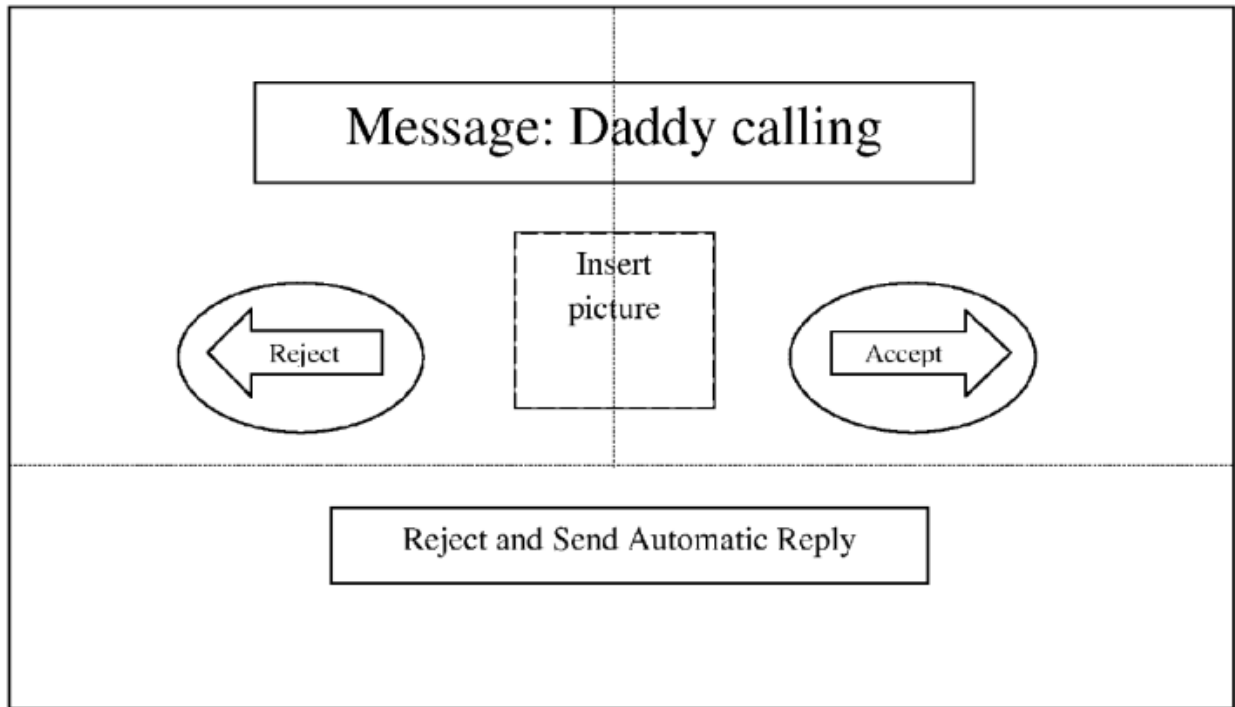 Message: Daddy calling
Insert
picture
Reject
Accept
Reject and Send Automatic Reply